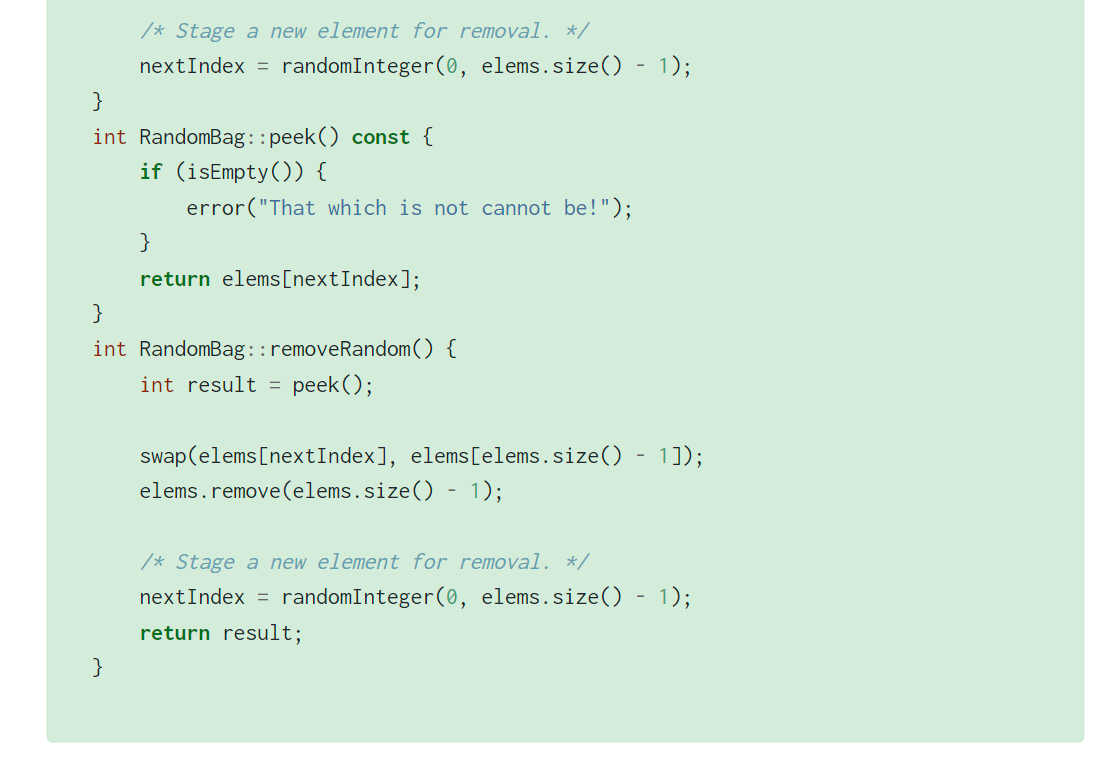 /* Stage a new element for removal. */
nextIndex = randomInteger(0, elems.size() - 1);
}
int RandomBag::peek() const {
if (isEmpty()) {
error("That which is not cannot be!");
}
return elems[nextIndex];
}
int RandomBag::removeRandom() {
int result = peek();
swap(elems[nextIndex], elems[elems.size() - 1]);
elems.remove(elems.size() - 1);
/* Stage a new element for removal. */
nextIndex = randomInteger(0, elems.size() - 1);
return result;
}